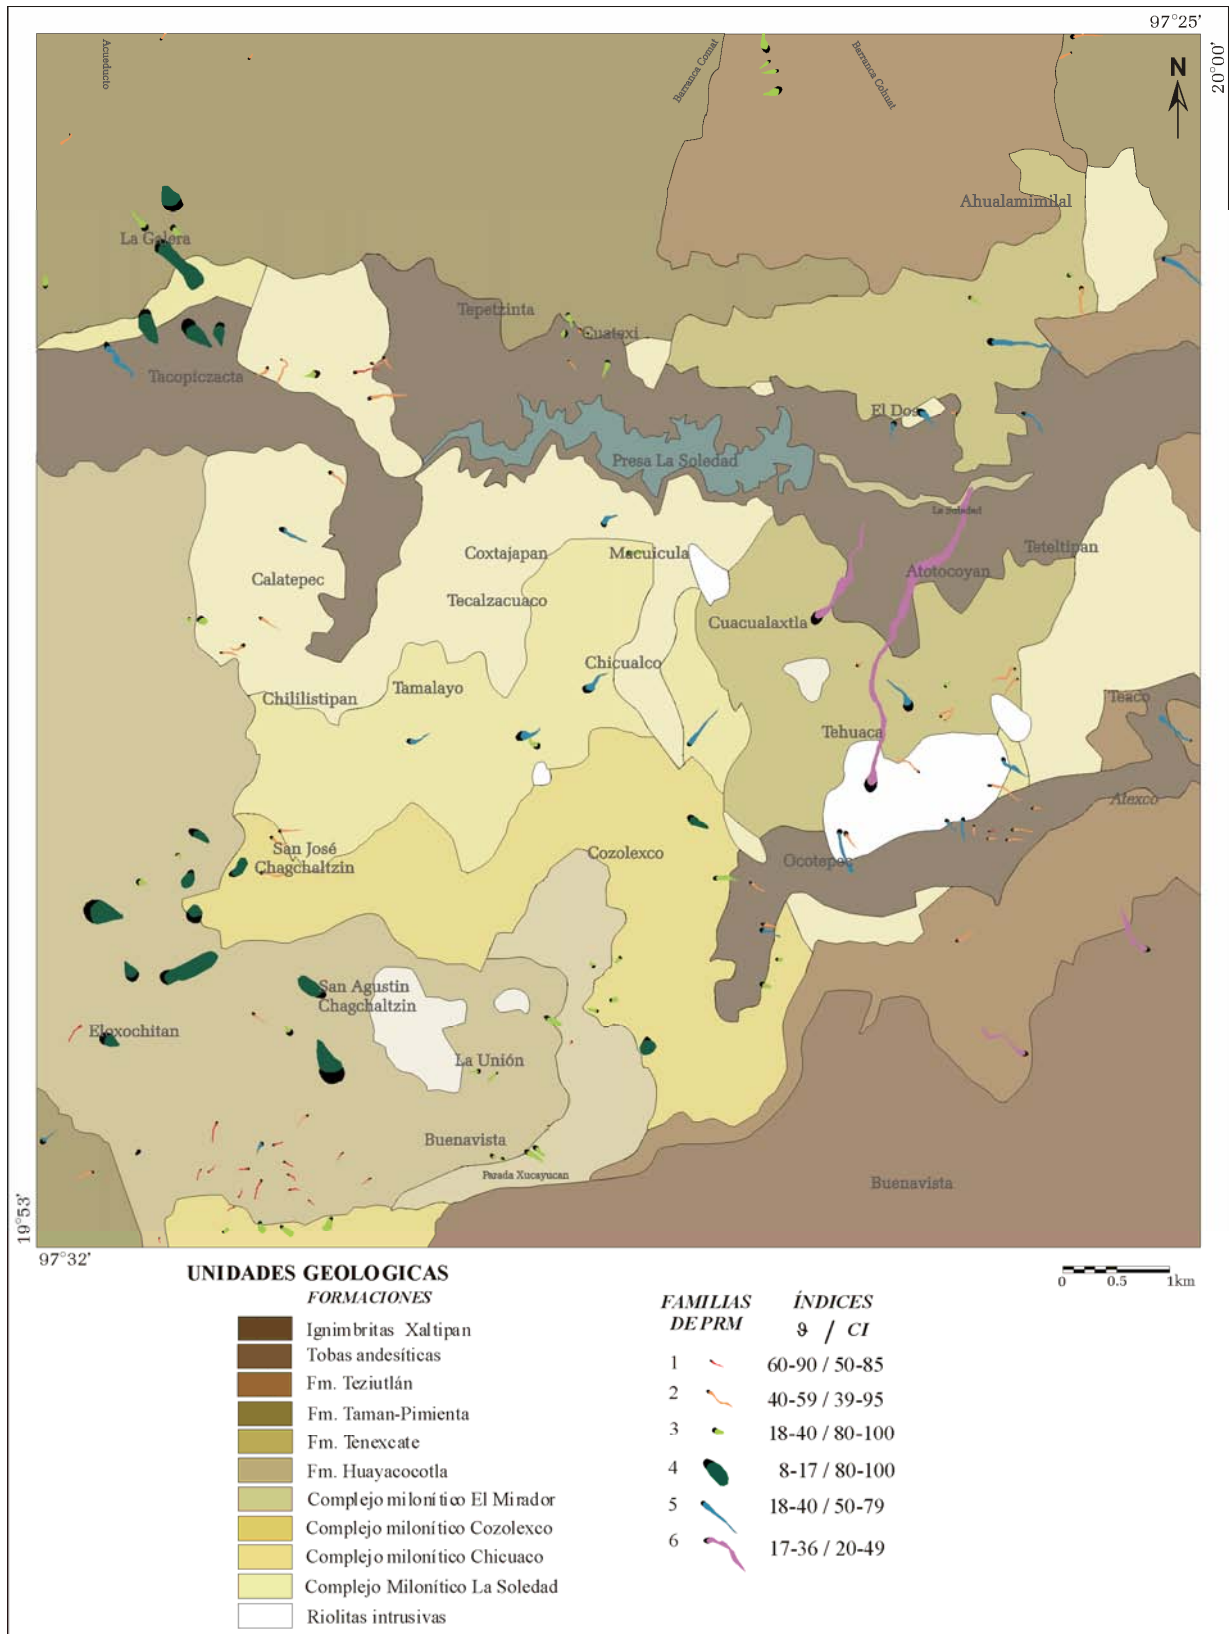 97°25'
20°00'
N
Acueducto
Barranca Comat
Barranca Cohuat
Ahualamimilal
La Galera
Tepetzinta
Cuatexi
Tacopiczacta
El Dos
Presa La Soledad
La Soledad
Coxtajapan
Macuicula
Teteltipan
Calatepec
Atotocoyan
Tecalzacuaco
Cuacualaxtla
Chicualco
Tamalayo
Chililistipan
Teaco
Tehuaca
Alexco
San José
Chagchaltzin
Cozolexco
Ocotepec
San Agustin
Chagchaltzin
Eloxochitan
La Unión
Buenavista
Parada Xucayucan
Buenavista
19°53'
97°32'
UNIDADES GEOLOGICAS
FORMACIONES
Ignimbritas Xaltipan
Tobas andesíticas
Fm. Teziutlán
Fm. Taman-Pimienta
Fm. Tenexcate
Fm. Huayacocotla
Complejo milonítico El Mirador
Complejo milonítico Cozolexco
Complejo milonítico Chicuaco
Complejo Milonítico La Soledad
Riolitas intrusivas
0 0.5 1km
FAMILIAS ÍNDICES
DE PRM ϑ / CI
1 60-90 / 50-85
2 40-59 / 39-95
3 18-40 / 80-100
4 8-17 / 80-100
5 18-40 / 50-79
6 17-36 / 20-49